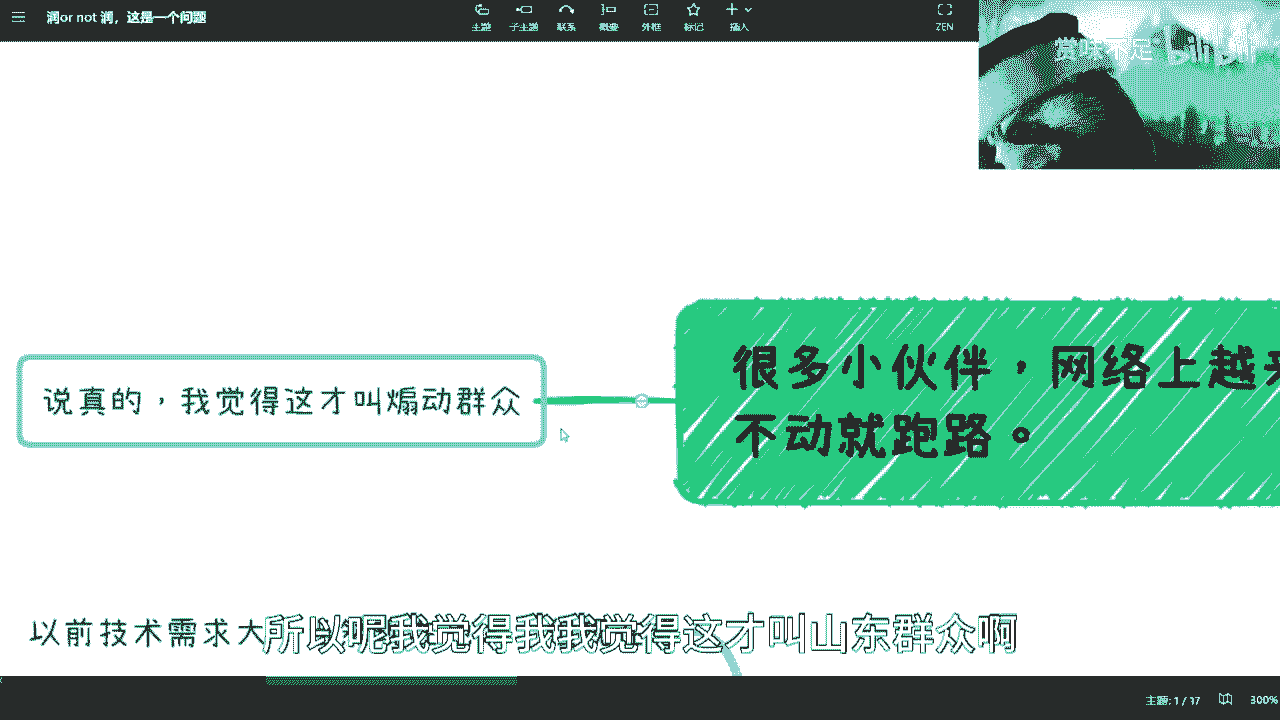 润or not 润，这是一个问题
主题 子主题 联系 概要 外框 标记 插入 ZEN
赏味不足 bilibili
很多小伙伴，网络上越来
不动就跑路。
说真的，我觉得这才叫煽动群众
以前技术需求大
所以呢我觉得我我觉得这才叫山东群众啊
主题: 1 / 37 300%